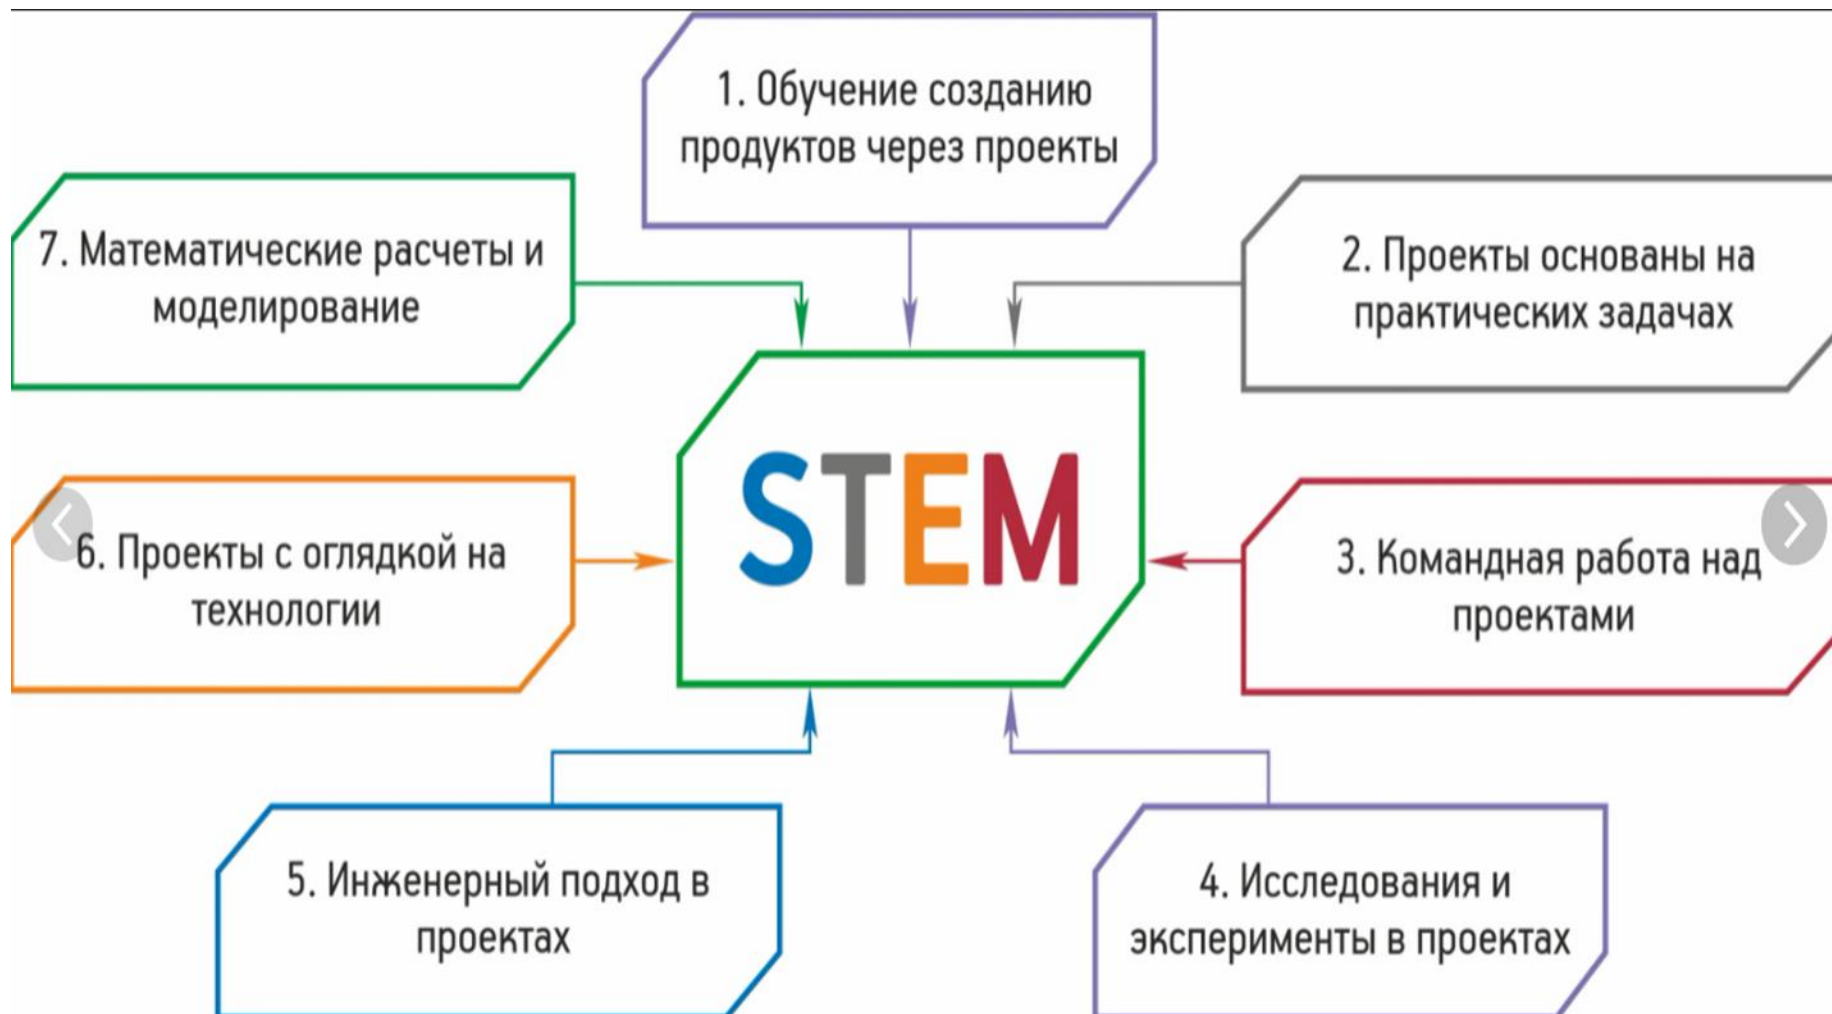 1. Обучение созданию
продуктов через проекты
7. Математические расчеты и
моделирование
2. Проекты основаны на
практических задачах
STEM
6. Проекты с оглядкой на
технологии
3. Командная работа над
проектами
5. Инженерный подход в
проектах
4. Исследования и
эксперименты в проектах